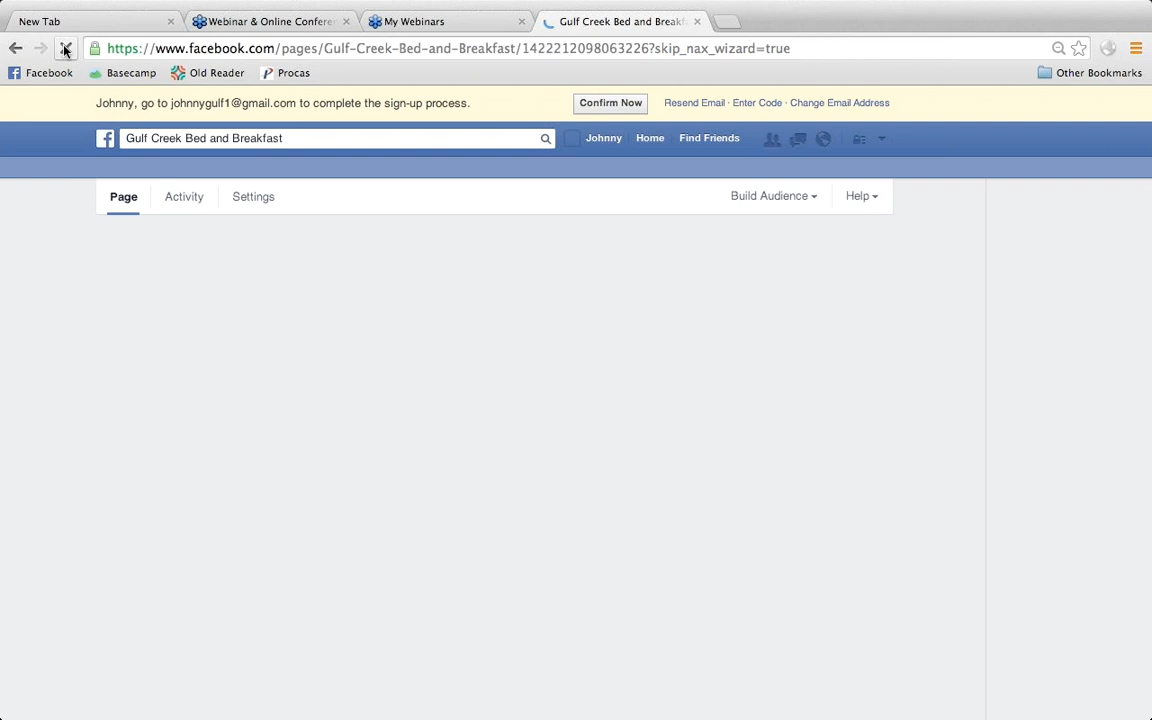 New Tab
Webinar & Online Conferen
My Webinars
Gulf Creek Bed and Breakfa
https://www.facebook.com/pages/Gulf-Creek-Bed-and-Breakfast/1422212098063226?skip_nax_wizard=true
Facebook Basecamp Old Reader Procas Other Bookmarks
Johnny, go to johnnygulf1@gmail.com to complete the sign-up process. Confirm Now Resend Email · Enter Code · Change Email Address
Gulf Creek Bed and Breakfast Johnny Home Find Friends
Page Activity Settings Build Audience Help